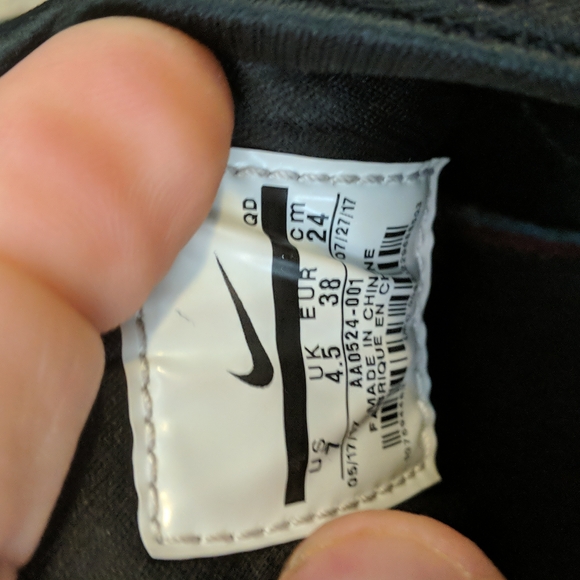 QD
US UK EUR cm
7 4.5 38 24
05/17/17 07/27/17
AA0524-001
MADE IN CHINA
FABRIQUE EN CHINE